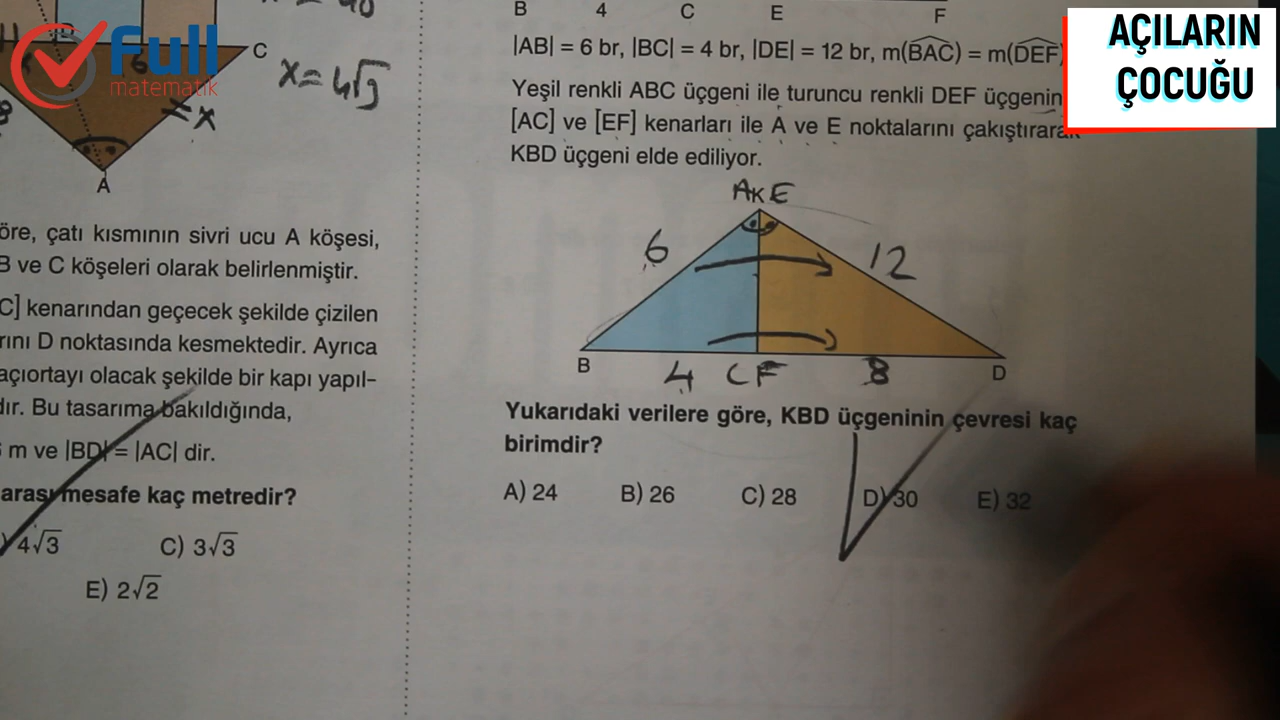 Full
matematik
C
6
x = 4√3
= x
A
öre, çatı kısmının sivri ucu A köşesi,
B ve C köşeleri olarak belirlenmiştir.
C] kenarından geçecek şekilde çizilen
rını D noktasında kesmektedir. Ayrıca
açıortayı olacak şekilde bir kapı yapıl-
dır. Bu tasarıma bakıldığında,
m ve |BD| = |AC| dir.
arası mesafe kaç metredir?
4√3 C) 3√3
E) 2√2
B 4 C E F
|AB| = 6 br, |BC| = 4 br, |DE| = 12 br, m(BAC) = m(DEF)
Yeşil renkli ABC üçgeni ile turuncu renkli DEF üçgenin
[AC] ve [EF] kenarları ile A ve E noktalarını çakıştırarak
KBD üçgeni elde ediliyor.
A K E
6 12
B 4 C F 8 D
Yukarıdaki verilere göre, KBD üçgeninin çevresi kaç
birimdir?
A) 24 B) 26 C) 28 D) 30 E) 32
AÇILARIN
ÇOCUĞU